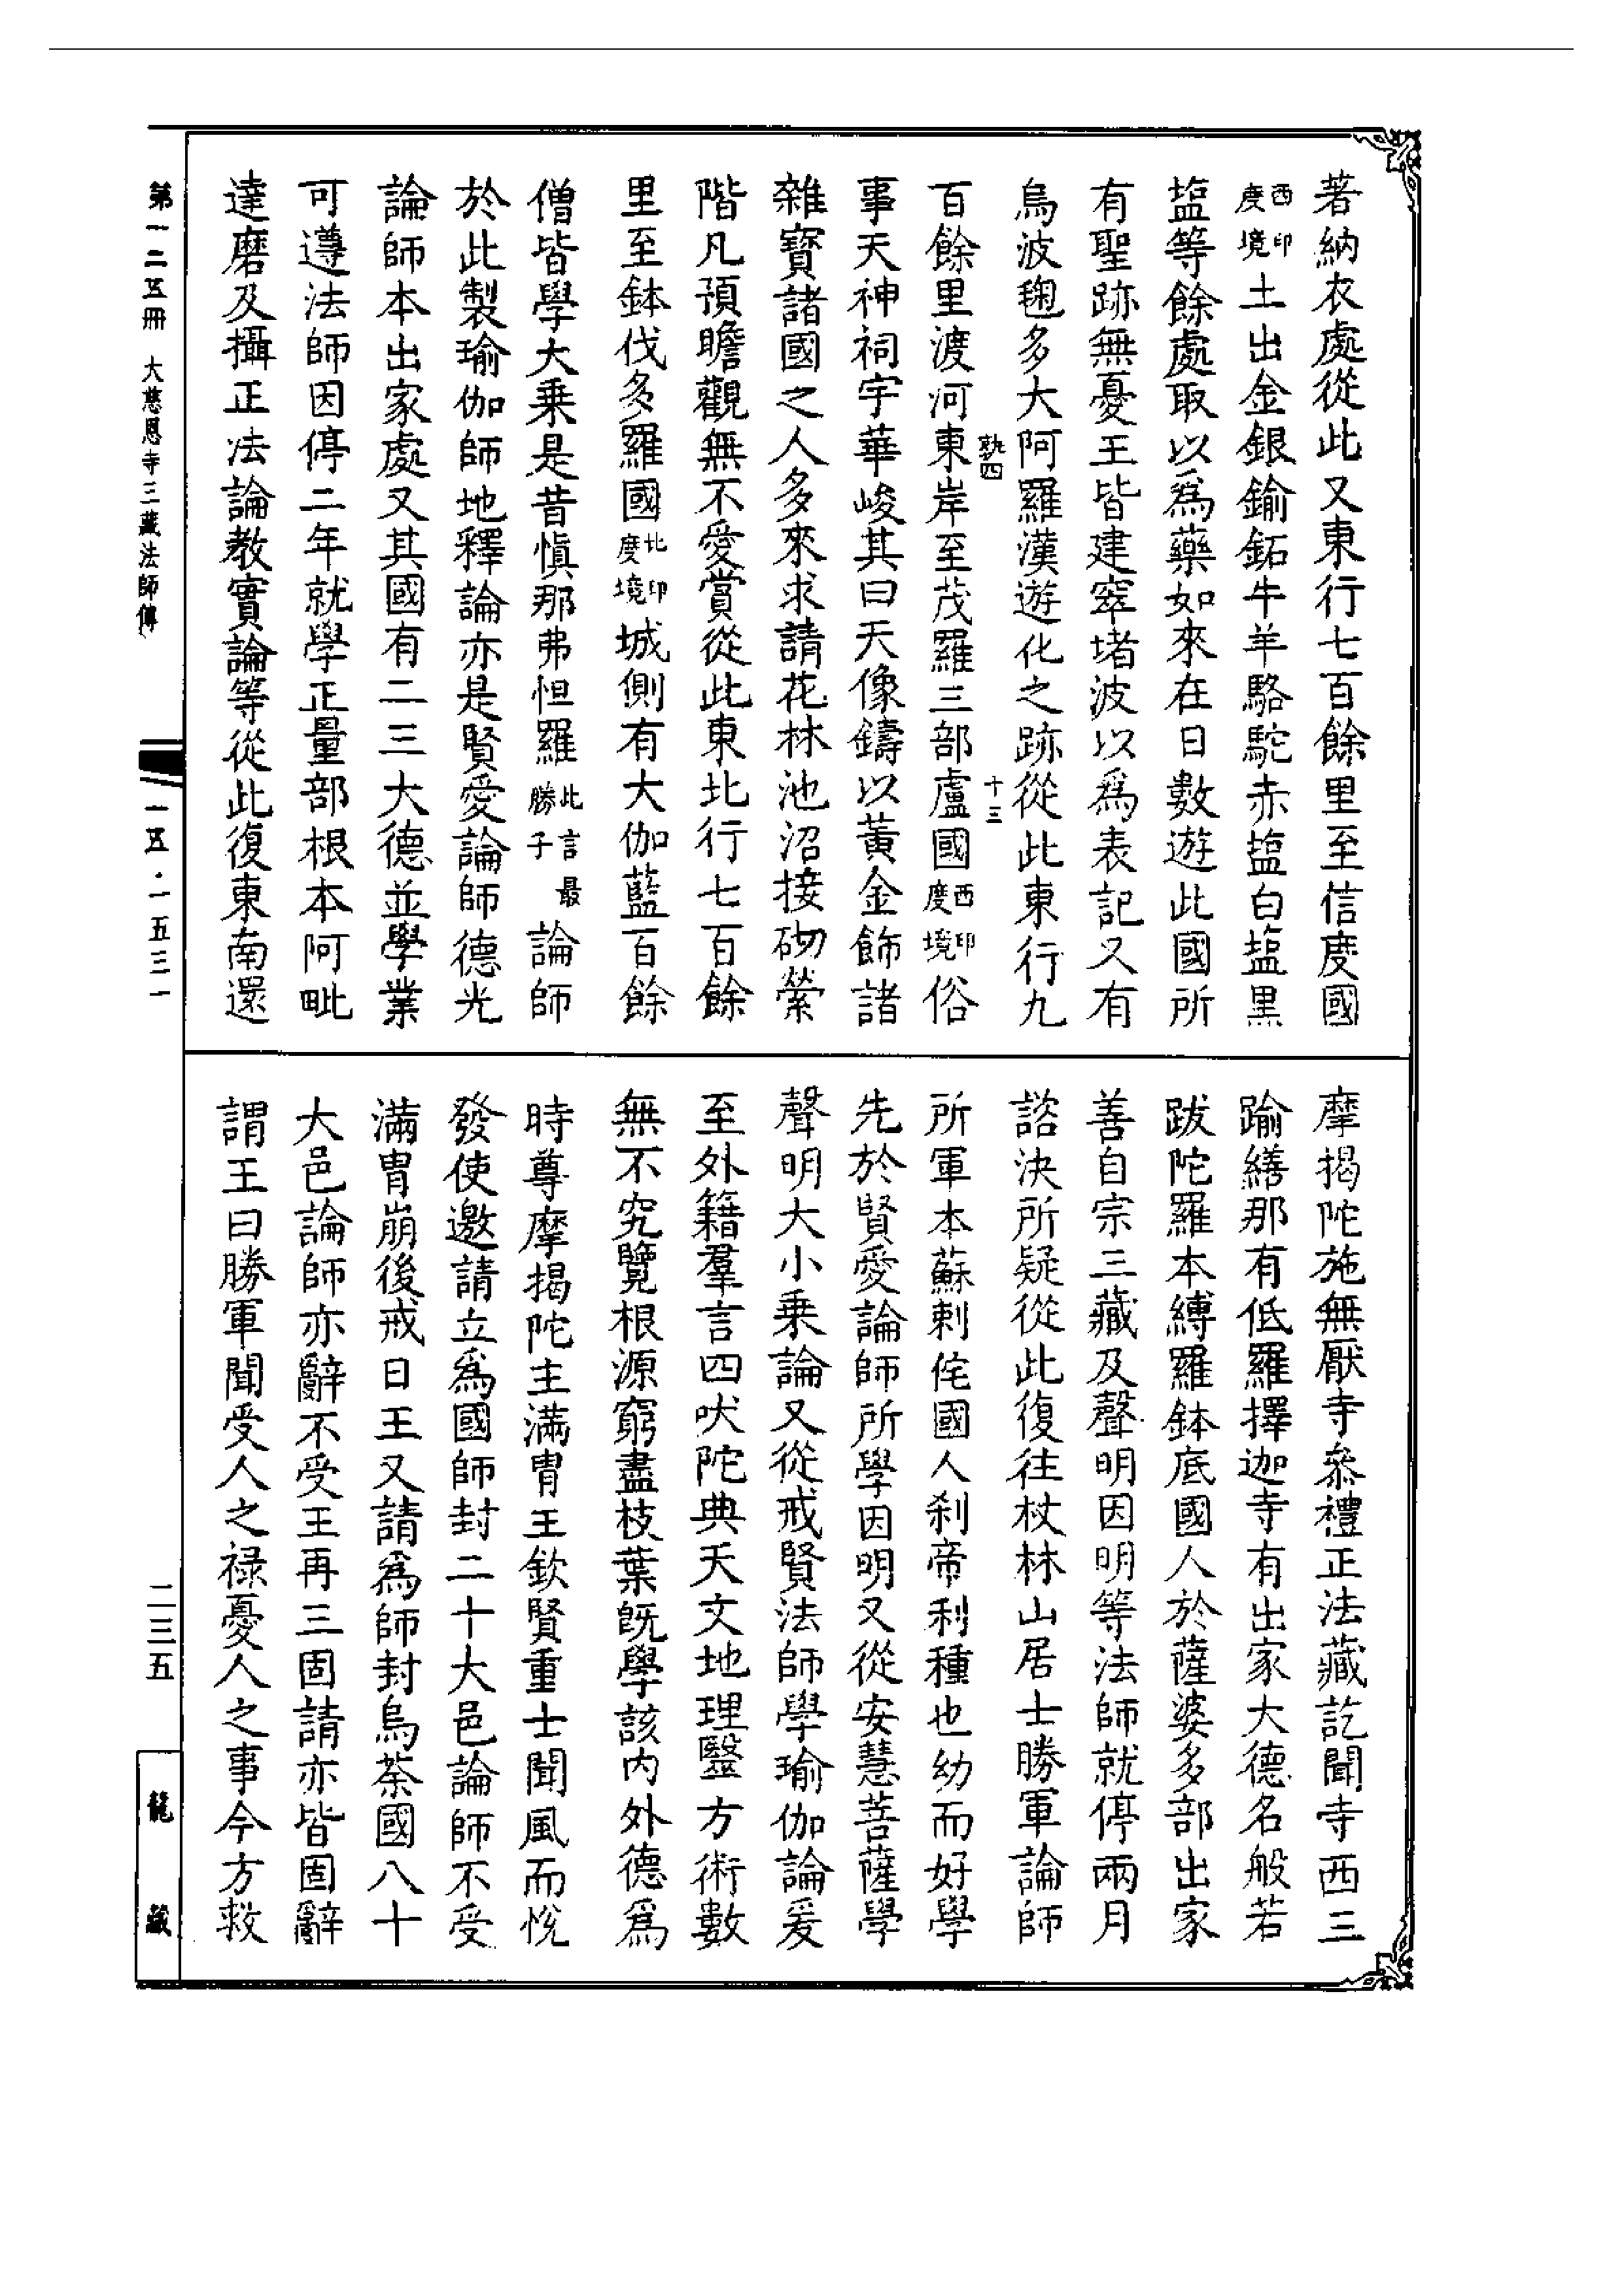 著納衣處從此又東行七百餘里至信度國
西印度境土出金銀鍮鉐牛羊駱駝赤塩白塩黒
塩等餘處取以爲藥如來在日數遊此國所
有聖跡無憂王皆建窣堵波以爲表記又有
烏波毱多大阿羅漢遊化之跡從此東行九
埶四
十三
百餘里渡河東岸至茂羅三部盧國西印度境俗
事天神祠宇華峻其曰天像鑄以黃金飾諸
雜寶諸國之人多來求請花林池沼接砌縈
階凡預瞻觀無不愛賞從此東北行七百餘
里至鉢伐多羅國北印度境城側有大伽藍百餘
僧皆學大乗是昔慎那弗怛羅此言最勝子論師
於此製瑜伽師地釋論亦是賢愛論師德光
論師本出家處又其國有二三大德並學業
可遵法師因停二年就學正量部根本阿毗
達磨及攝正法論教實論等從此復東南還
摩揭陀施無厭寺叅禮正法藏訖聞寺西三
踰繕那有低羅擇迦寺有出家大德名般若
跋陀羅本縛羅鉢底國人於薩婆多部出家
善自宗三藏及聲明因明等法師就停兩月
諮決所疑從此復往杖林山居士勝軍論師
所軍本蘇剌侘國人刹帝利種也幼而好學
先於賢愛論師所學因明又從安慧菩薩學
聲明大小乗論又從戒賢法師學瑜伽論爰
至外籍羣言四吠陀典天文地理醫方術數
無不究覽根源窮盡枝葉旣學該内外德爲
時尊摩揭陀主滿胄王欽賢重士聞風而悅
發使邀請立爲國師封二十大邑論師不受
滿胄崩後戒日王又請爲師封烏荼國八十
大邑論師亦辭不受王再三固請亦皆固辭
謂王曰勝軍聞受人之祿憂人之事今方救
第一二五冊 大慈恩寺三藏法師傳
一五·一五三一
二三五
龍藏